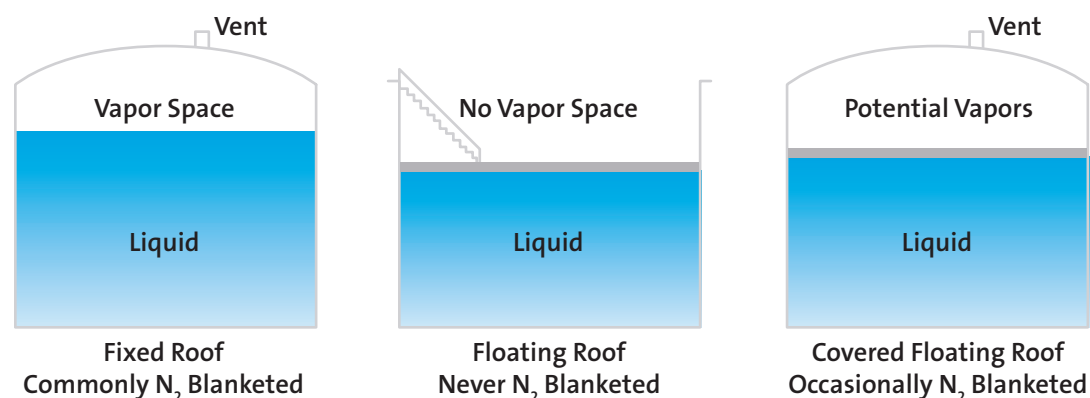 Vent
Vapor Space
Liquid
Fixed Roof
Commonly N₂ Blanketed
No Vapor Space
Liquid
Floating Roof
Never N₂ Blanketed
Vent
Potential Vapors
Liquid
Covered Floating Roof
Occasionally N₂ Blanketed